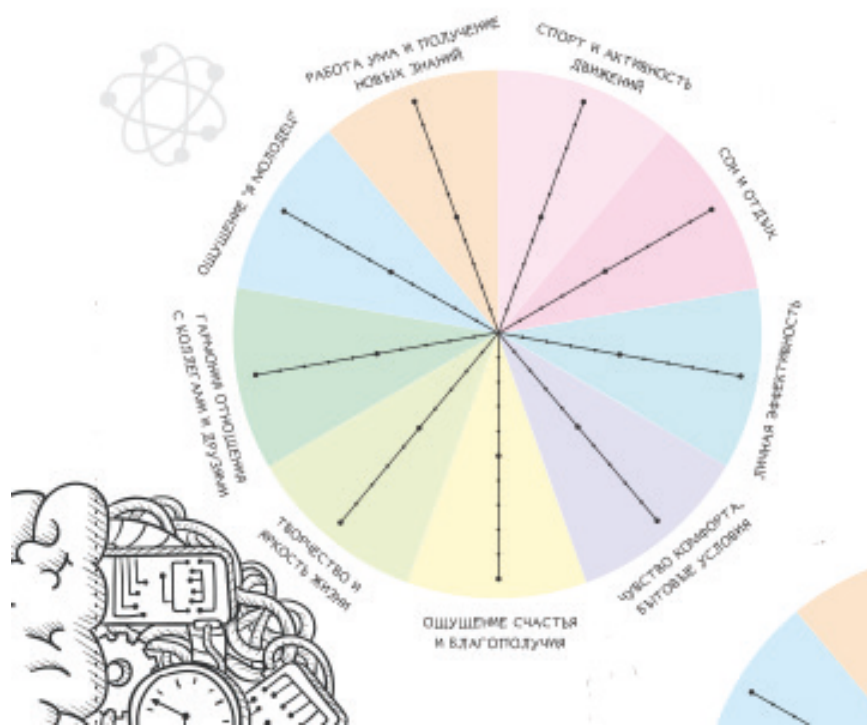 РАБОТА УМА И ПОЛУЧЕНИЕ
НОВЫХ ЗНАНИЙ
СПОРТ И АКТИВНОСТЬ
ДВИЖЕНИЙ
СОН И ОТДЫХ
ЛИЧНАЯ ЭФФЕКТИВНОСТЬ
ЧУВСТВО КОМФОРТА,
БЫТОВЫЕ УСЛОВИЯ
ОЩУЩЕНИЕ СЧАСТЬЯ
И БЛАГОПОЛУЧИЯ
ТВОРЧЕСТВО И
ЯРКОСТЬ ЖИЗНИ
ГАРМОНИЯ ОТНОШЕНИЯ
С КОЛЛЕГАМИ И ДРУЗЯМИ
ОЩУЩЕНИЕ "Я МОЛОДЕЦ!"